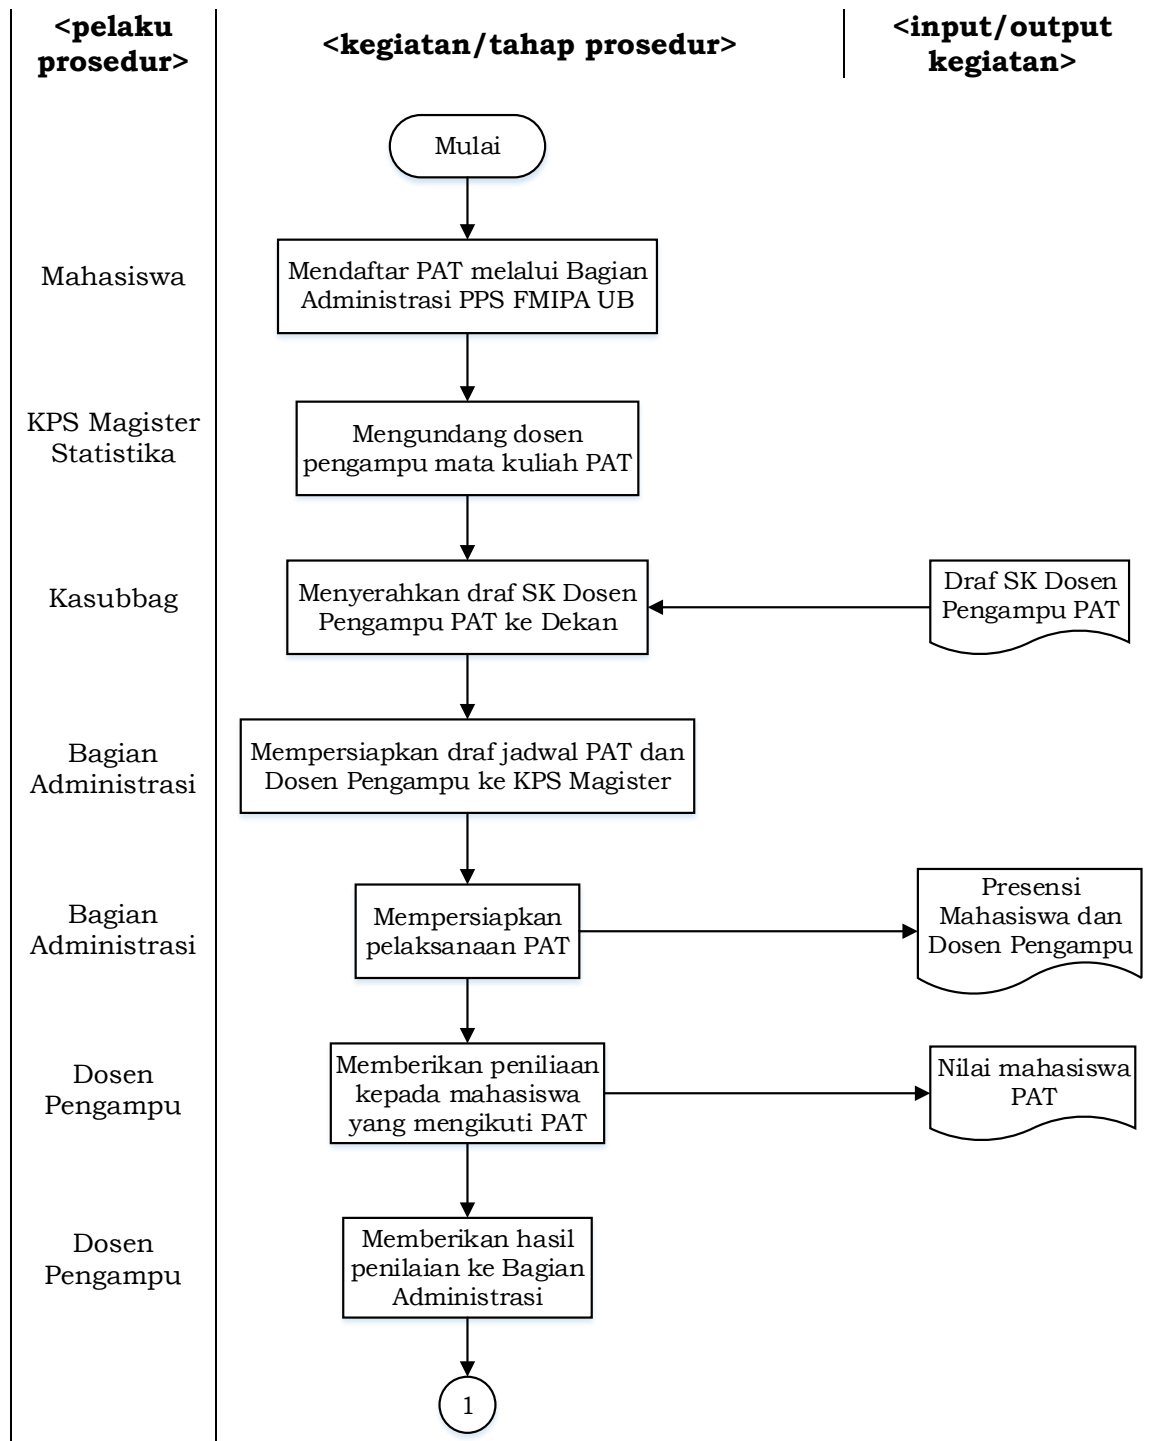 <pelaku
prosedur>
<kegiatan/tahap prosedur>
<input/output
kegiatan>
Mulai
Mahasiswa
Mendaftar PAT melalui Bagian
Administrasi PPS FMIPA UB
KPS Magister
Statistika
Mengundang dosen
pengampu mata kuliah PAT
Kasubbag
Menyerahkan draf SK Dosen
Pengampu PAT ke Dekan
Draf SK Dosen
Pengampu PAT
Bagian
Administrasi
Mempersiapkan draf jadwal PAT dan
Dosen Pengampu ke KPS Magister
Bagian
Administrasi
Mempersiapkan
pelaksanaan PAT
Presensi
Mahasiswa dan
Dosen Pengampu
Dosen
Pengampu
Memberikan peniliaan
kepada mahasiswa
yang mengikuti PAT
Nilai mahasiswa
PAT
Dosen
Pengampu
Memberikan hasil
penilaian ke Bagian
Administrasi
1